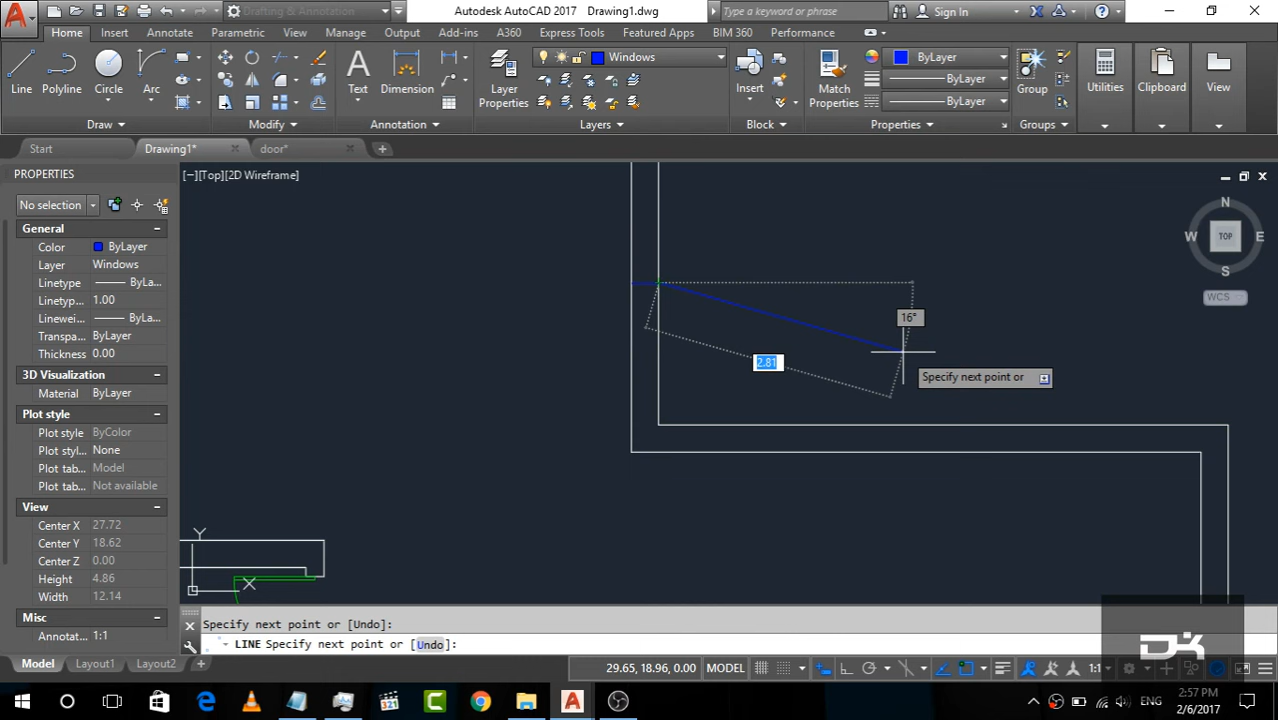 Drafting & Annotation
Autodesk AutoCAD 2017 Drawing1.dwg
Type a keyword or phrase
Sign In
Home Insert Annotate Parametric View Manage Output Add-ins A360 Express Tools Featured Apps BIM 360 Performance
Line Polyline Circle Arc
Text Dimension
Layer
Properties
Windows
Insert
Match
Properties
ByLayer
ByLayer
ByLayer
Group
Utilities
Clipboard
View
Draw Modify Annotation Layers Block Properties Groups
Start Drawing1* door*
PROPERTIES
[−][Top][2D Wireframe]
No selection
General
Color ByLayer
Layer Windows
Linetype ByLa...
Linetyp... 1.00
Linewei... ByLa...
Transpa... ByLayer
Thickness 0.00
3D Visualization
Material ByLayer
Plot style
Plot style ByColor
Plot styl... None
Plot tab... Model
Plot tab... Not available
View
Center X 27.72
Center Y 18.62
Center Z 0.00
Height 4.86
Width 12.14
Misc
Annotat... 1:1
N
W TOP E
S
WCS
16°
2.81
Specify next point or
Y
X
Specify next point or [Undo]:
LINE Specify next point or [Undo]:
Model Layout1 Layout2 +
29.65, 18.96, 0.00 MODEL
1:1
DK
321
ENG
2:57 PM
2/6/2017